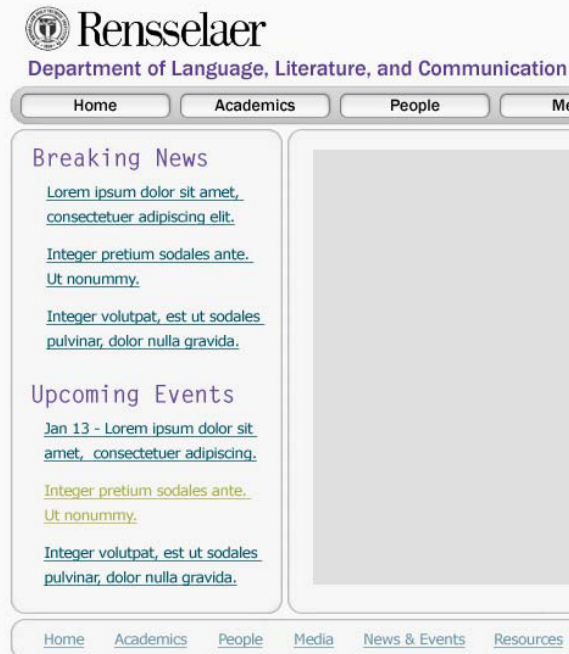 Rensselaer
Department of Language, Literature, and Communication
Home Academics People
Breaking News
Lorem ipsum dolor sit amet,
consectetuer adipiscing elit.
Integer pretium sodales ante.
Ut nonummy.
Integer volutpat, est ut sodales
pulvinar, dolor nulla gravida.
Upcoming Events
Jan 13 - Lorem ipsum dolor sit
amet, consectetuer adipiscing.
Integer pretium sodales ante.
Ut nonummy.
Integer volutpat, est ut sodales
pulvinar, dolor nulla gravida.
Home Academics People Media News & Events Resources